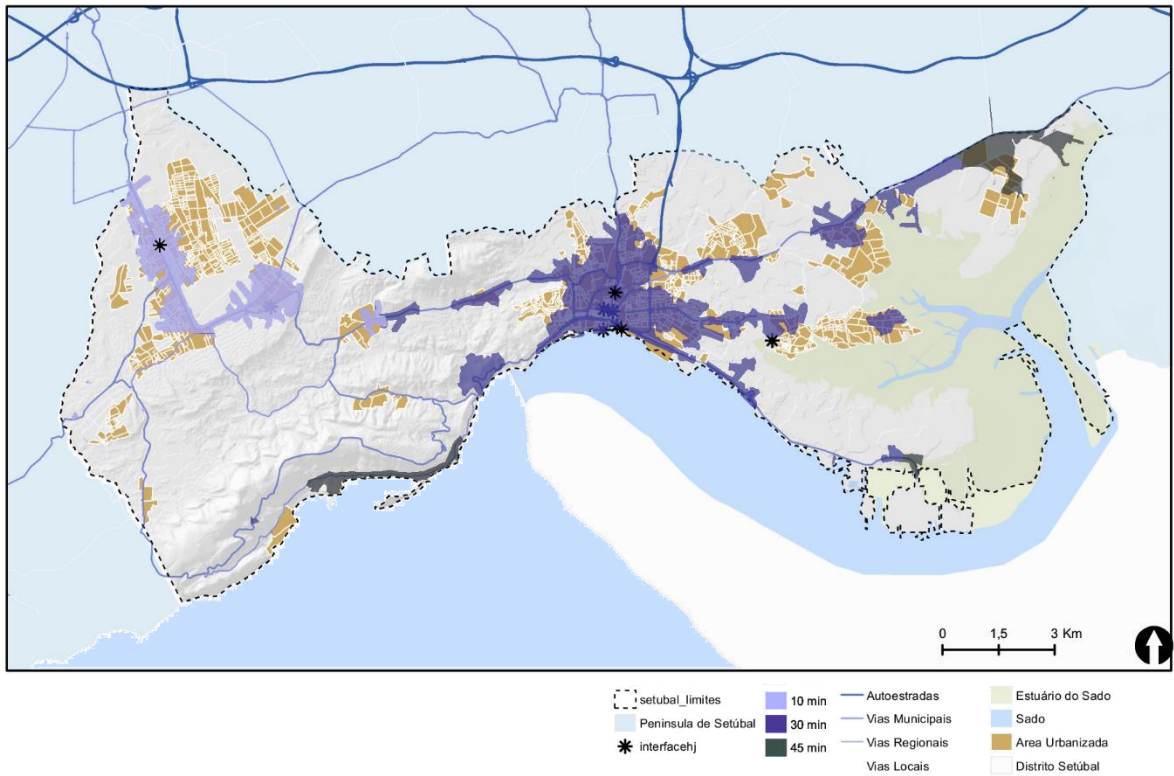 0 1,5 3 Km
setubal_limites
Peninsula de Setúbal
interfacehj
10 min
30 min
45 min
Autoestradas
Vias Municipais
Vias Regionais
Vias Locais
Estuário do Sado
Sado
Area Urbanizada
Distrito Setúbal